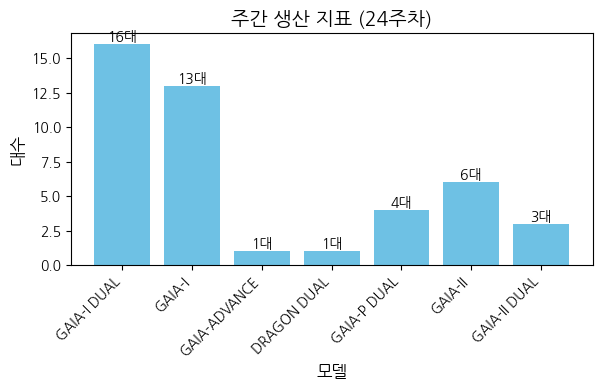 주간 생산 지표 (24주차)
대수
15.0
12.5
10.0
7.5
5.0
2.5
0.0
16대
13대
1대
1대
4대
6대
3대
GAIA-I DUAL
GAIA-I
GAIA-ADVANCE
DRAGON DUAL
GAIA-P DUAL
GAIA-II
GAIA-II DUAL
모델